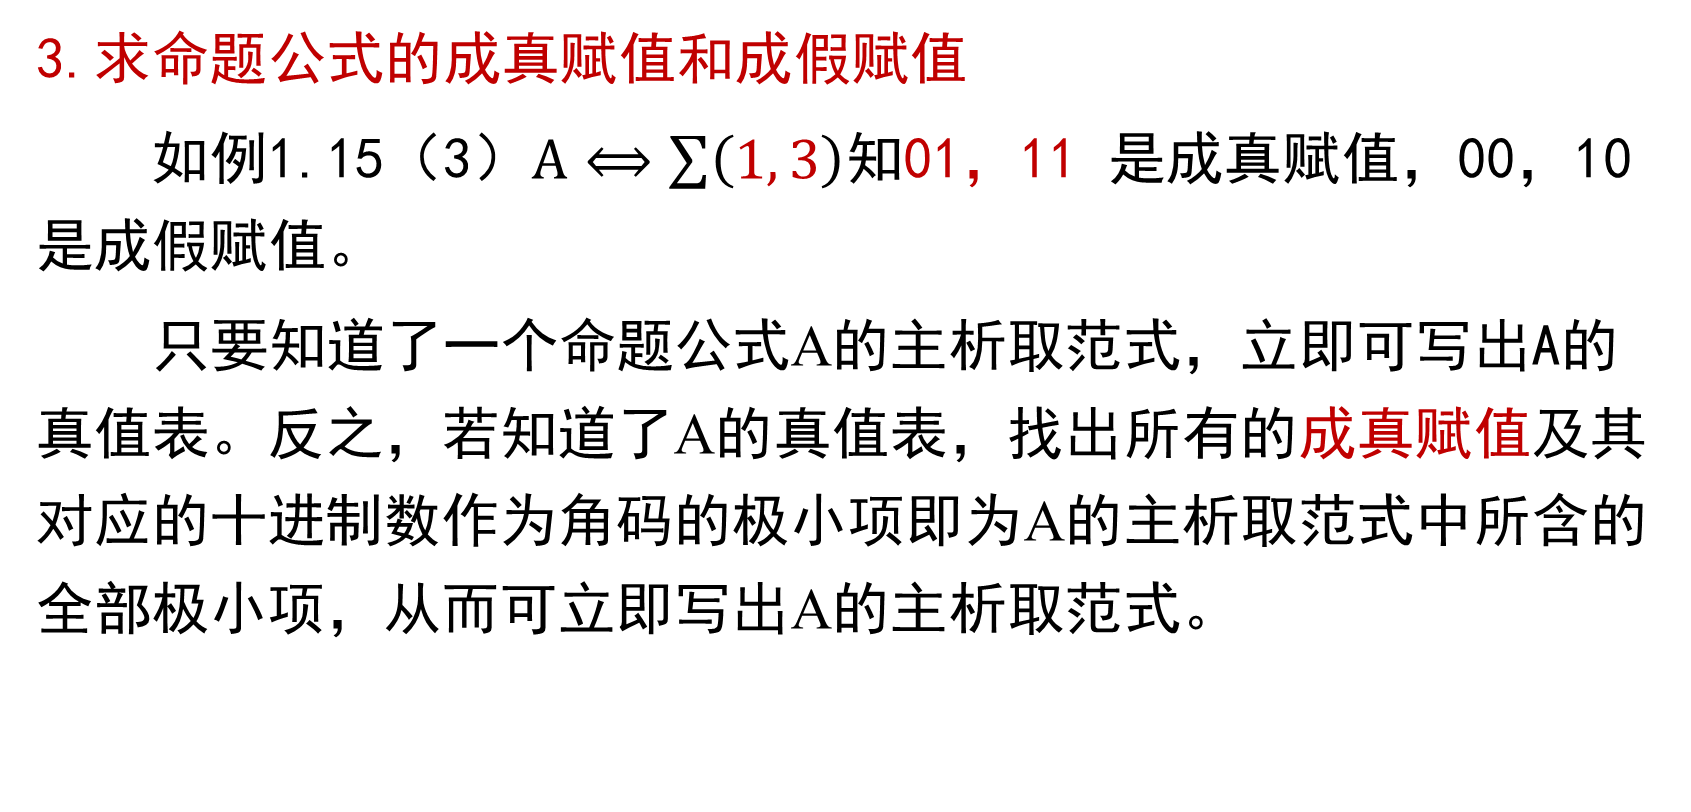 3.求命题公式的成真赋值和成假赋值
如例1.15（3）A⟺∑(1,3)知01，11 是成真赋值，00，10
是成假赋值。
只要知道了一个命题公式A的主析取范式，立即可写出A的
真值表。反之，若知道了A的真值表，找出所有的成真赋值及其
对应的十进制数作为角码的极小项即为A的主析取范式中所含的
全部极小项，从而可立即写出A的主析取范式。